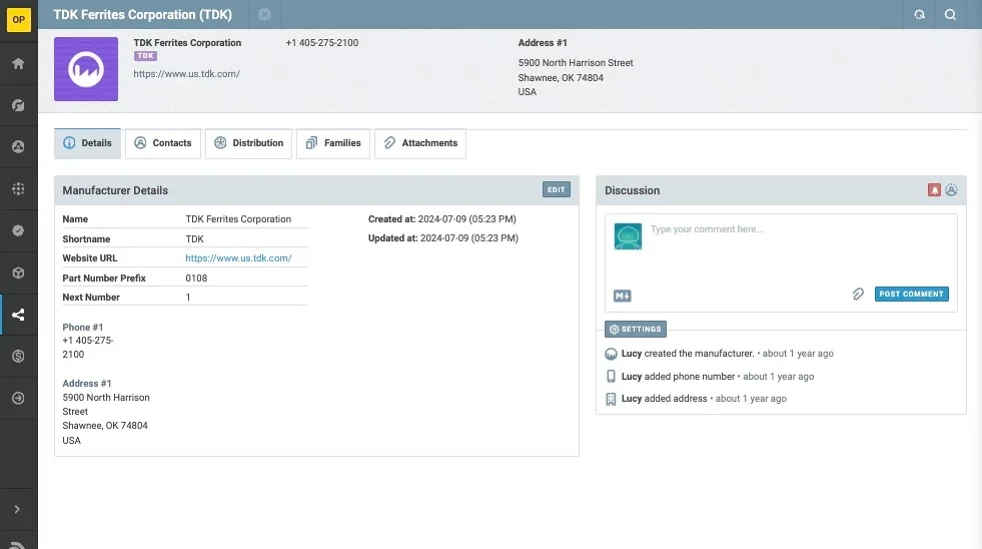 OP
TDK Ferrites Corporation (TDK)
TDK Ferrites Corporation
TDK
https://www.us.tdk.com/
+1 405-275-2100
Address #1
5900 North Harrison Street
Shawnee, OK 74804
USA
Details
Contacts
Distribution
Families
Attachments
Manufacturer Details
EDIT
Name TDK Ferrites Corporation
Shortname TDK
Website URL https://www.us.tdk.com/
Part Number Prefix 0108
Next Number 1
Created at: 2024-07-09 (05:23 PM)
Updated at: 2024-07-09 (05:23 PM)
Phone #1
+1 405-275-
2100
Address #1
5900 North Harrison
Street
Shawnee, OK 74804
USA
Discussion
Type your comment here...
M↓
POST COMMENT
SETTINGS
Lucy created the manufacturer. • about 1 year ago
Lucy added phone number • about 1 year ago
Lucy added address • about 1 year ago